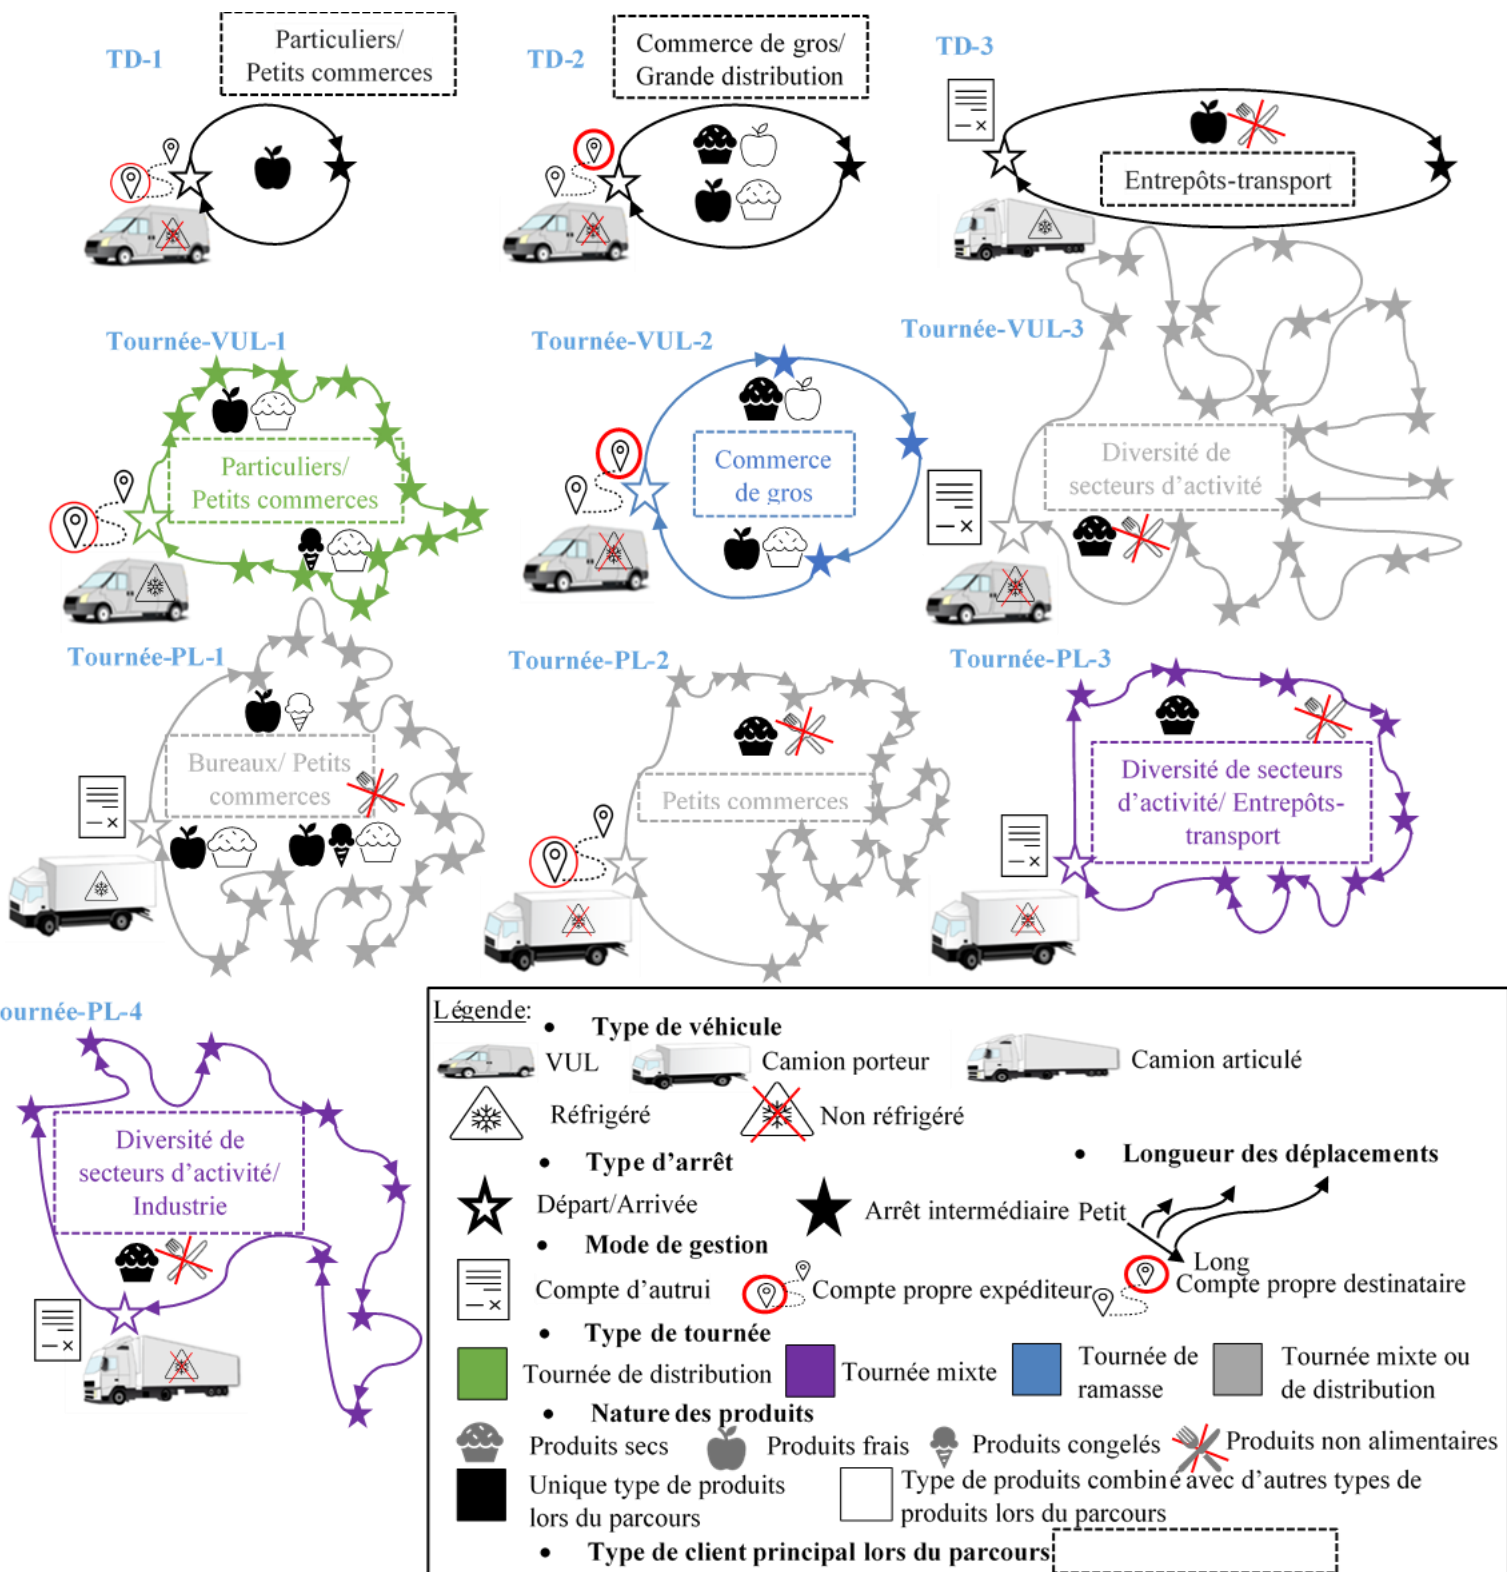 TD-1
Particuliers/
Petits commerces
TD-2
Commerce de gros/
Grande distribution
TD-3
Entrepôts-transport
Tournée-VUL-1
Particuliers/
Petits commerces
Tournée-VUL-2
Commerce
de gros
Tournée-VUL-3
Diversité de
secteurs d'activité
Tournée-PL-1
Bureaux/ Petits
commerces
Tournée-PL-2
Petits commerces
Tournée-PL-3
Diversité de secteurs
d'activité/ Entrepôts-
transport
ournée-PL-4
Diversité de
secteurs d'activité/
Industrie
Légende:
• Type de véhicule
VUL
Camion porteur
Camion articulé
Réfrigéré
Non réfrigéré
• Type d'arrêt
Départ/Arrivée
Arrêt intermédiaire
• Longueur des déplacements
Petit
Long
• Mode de gestion
Compte d'autrui
Compte propre expéditeur
Compte propre destinataire
• Type de tournée
Tournée de distribution
Tournée mixte
Tournée de
ramasse
Tournée mixte ou
de distribution
• Nature des produits
Produits secs
Produits frais
Produits congelés
Produits non alimentaires
Unique type de produits
lors du parcours
Type de produits combiné avec d'autres types de
produits lors du parcours
• Type de client principal lors du parcours